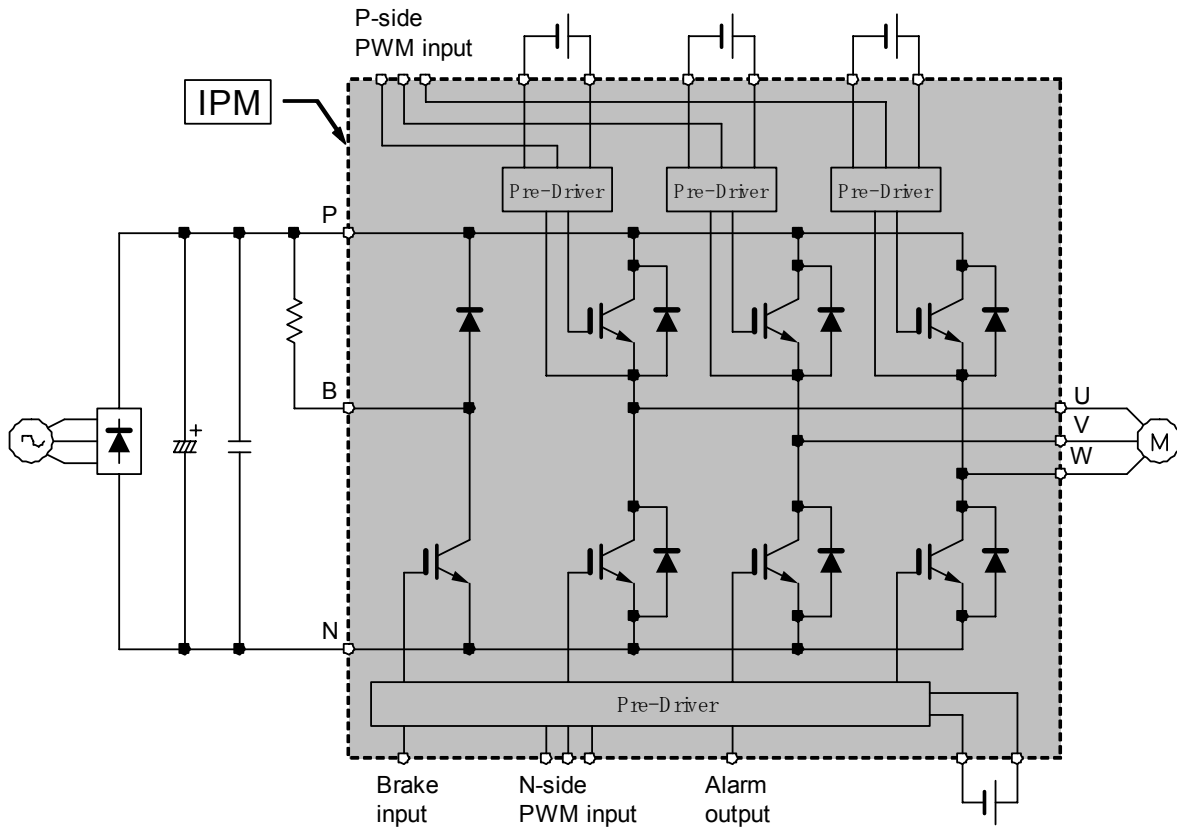 P-side
PWM input
IPM
Pre-Driver
Pre-Driver
Pre-Driver
P
B
U
V
W
M
+
N
Pre-Driver
Brake
input
N-side
PWM input
Alarm
output